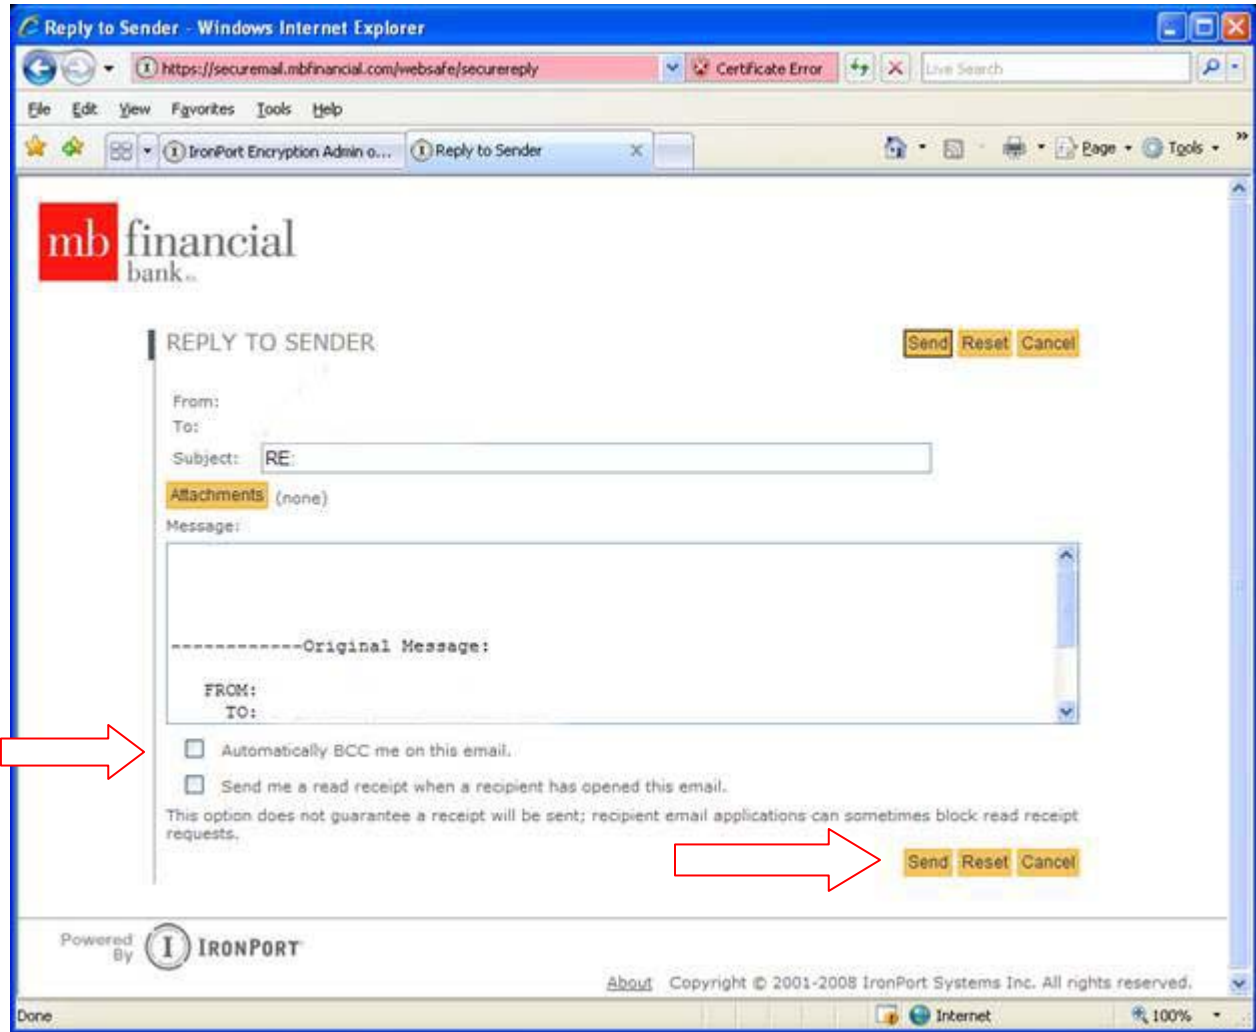 Reply to Sender - Windows Internet Explorer
https://securemail.mbfinancial.com/websafe/securereply Certificate Error Live Search
File Edit View Favorites Tools Help
IronPort Encryption Admin o... Reply to Sender Page Tools
mb financial
bank
REPLY TO SENDER Send Reset Cancel
From:
To:
Subject: RE:
Attachments (none)
Message:
------------Original Message:
FROM:
TO:
Automatically BCC me on this email.
Send me a read receipt when a recipient has opened this email.
This option does not guarantee a receipt will be sent; recipient email applications can sometimes block read receipt
requests.
Send Reset Cancel
Powered
By IRONPORT
About Copyright © 2001-2008 IronPort Systems Inc. All rights reserved.
Done Internet 100%